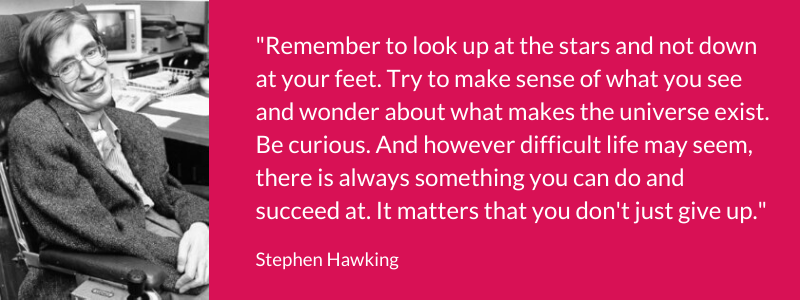 "Remember to look up at the stars and not down
at your feet. Try to make sense of what you see
and wonder about what makes the universe exist.
Be curious. And however difficult life may seem,
there is always something you can do and
succeed at. It matters that you don't just give up."
Stephen Hawking